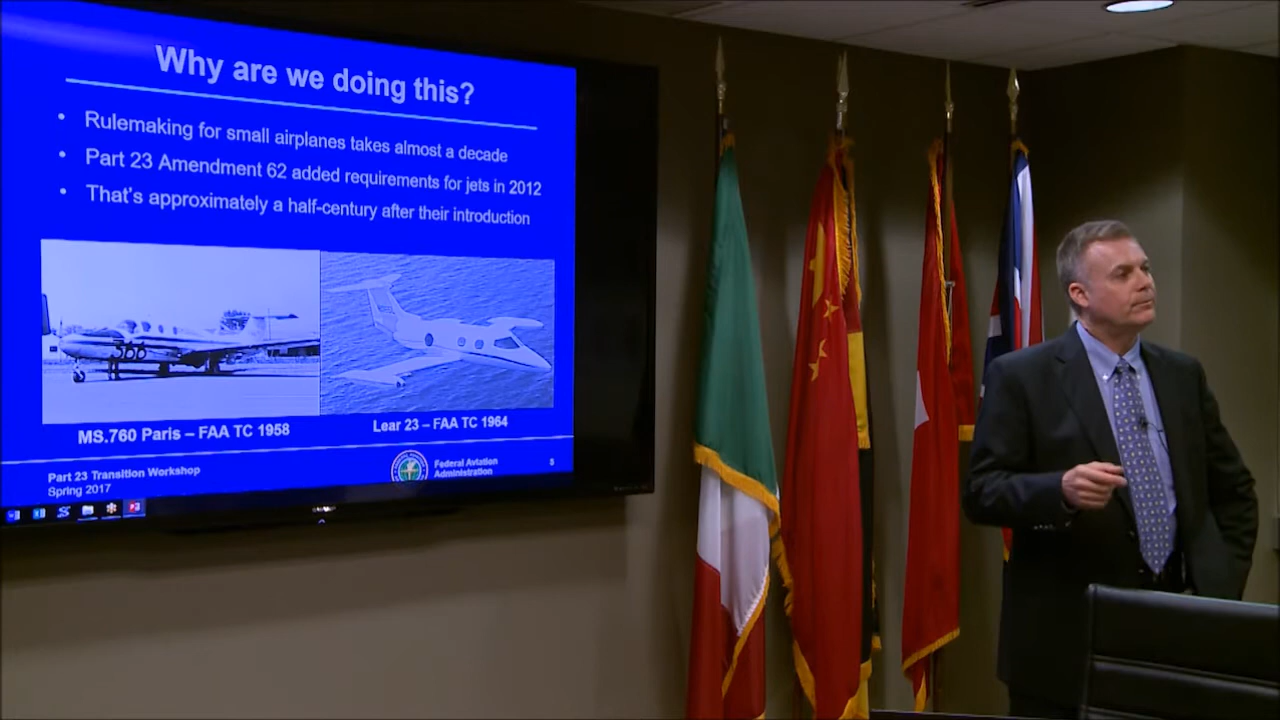 Why are we doing this?
• Rulemaking for small airplanes takes almost a decade
• Part 23 Amendment 62 added requirements for jets in 2012
• That's approximately a half-century after their introduction
366
MS.760 Paris – FAA TC 1958
Lear 23 – FAA TC 1964
Part 23 Transition Workshop
Spring 2017
Federal Aviation
Administration